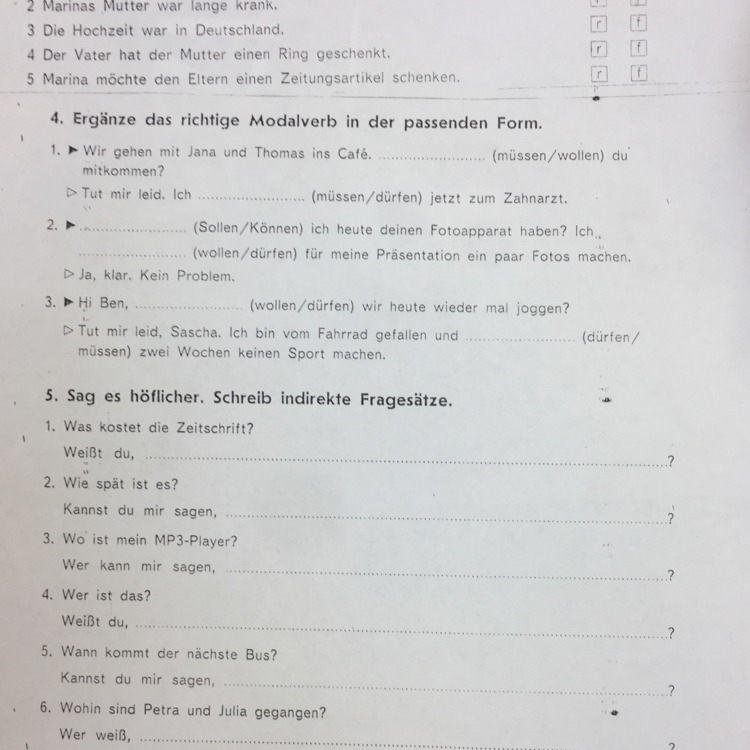 2 Marinas Mutter war lange krank. r f
3 Die Hochzeit war in Deutschland. r f
4 Der Vater hat der Mutter einen Ring geschenkt. r f
5 Marina möchte den Eltern einen Zeitungsartikel schenken. r f
4. Ergänze das richtige Modalverb in der passenden Form.
1. ▶ Wir gehen mit Jana und Thomas ins Café. .......................... (müssen/wollen) du
mitkommen?
▷ Tut mir leid. Ich .......................... (müssen/dürfen) jetzt zum Zahnarzt.
2. ▶ .......................... (Sollen/Können) ich heute deinen Fotoapparat haben? Ich
.......................... (wollen/dürfen) für meine Präsentation ein paar Fotos machen.
▷ Ja, klar. Kein Problem.
3. ▶ Hi Ben, .......................... (wollen/dürfen) wir heute wieder mal joggen?
▷ Tut mir leid, Sascha. Ich bin vom Fahrrad gefallen und .......................... (dürfen/
müssen) zwei Wochen keinen Sport machen.
5. Sag es höflicher. Schreib indirekte Fragesätze.
1. Was kostet die Zeitschrift?
Weißt du, ..........................?
2. Wie spät ist es?
Kannst du mir sagen, ..........................?
3. Wo ist mein MP3-Player?
Wer kann mir sagen, ..........................?
4. Wer ist das?
Weißt du, ..........................?
5. Wann kommt der nächste Bus?
Kannst du mir sagen, ..........................?
6. Wohin sind Petra und Julia gegangen?
Wer weiß, ..........................?